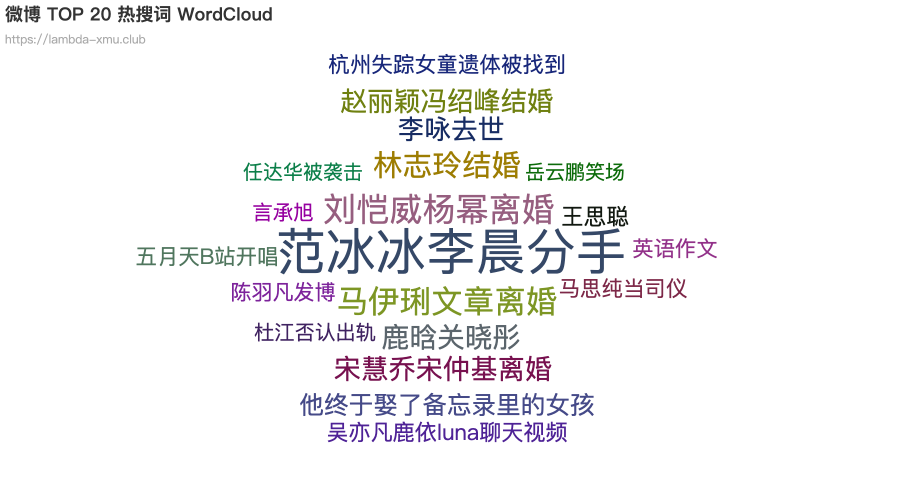 微博 TOP 20 热搜词 WordCloud
https://lambda-xmu.club
杭州失踪女童遗体被找到
赵丽颖冯绍峰结婚
李咏去世
林志玲结婚
任达华被袭击
岳云鹏笑场
刘恺威杨幂离婚
言承旭
王思聪
范冰冰李晨分手
英语作文
五月天B站开唱
马思纯当司仪
陈羽凡发博
马伊琍文章离婚
杜江否认出轨
鹿晗关晓彤
宋慧乔宋仲基离婚
他终于娶了备忘录里的女孩
吴亦凡鹿依luna聊天视频